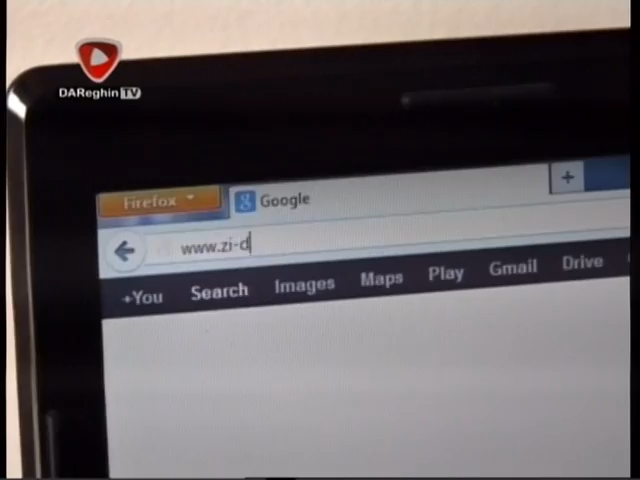 DAReghin TV
Firefox
Google
+
www.zi-d
+You Search Images Maps Play Gmail Drive